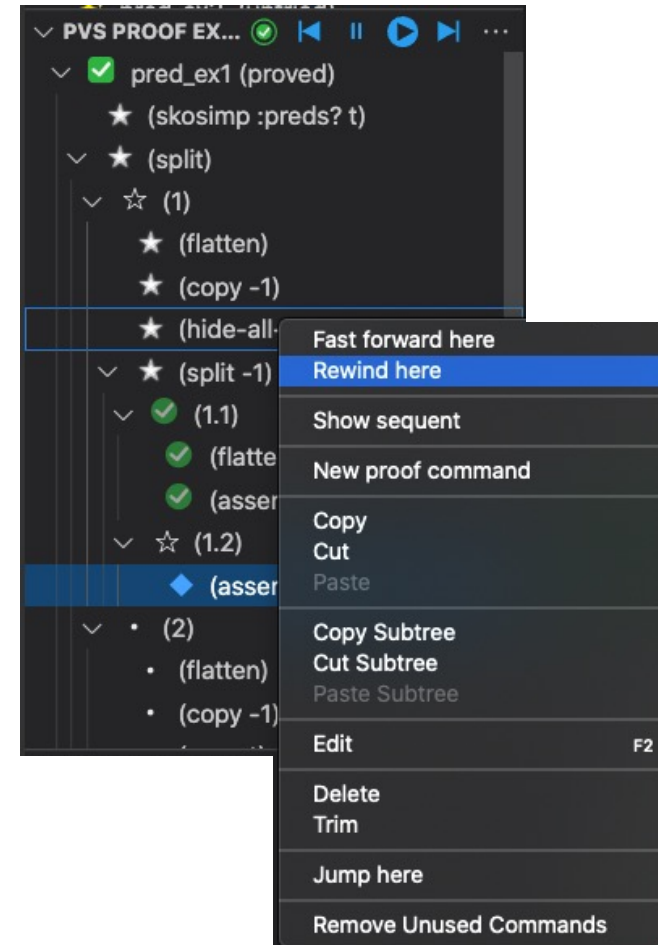 PVS PROOF EX... ...
pred_ex1 (proved)
(skosimp :preds? t)
(split)
(1)
(flatten)
(copy -1)
(hide-all-
(split -1)
(1.1)
(flatte
(asser
(1.2)
(asser
(2)
(flatten)
(copy -1)
Fast forward here
Rewind here
Show sequent
New proof command
Copy
Cut
Paste
Copy Subtree
Cut Subtree
Paste Subtree
Edit F2
Delete
Trim
Jump here
Remove Unused Commands